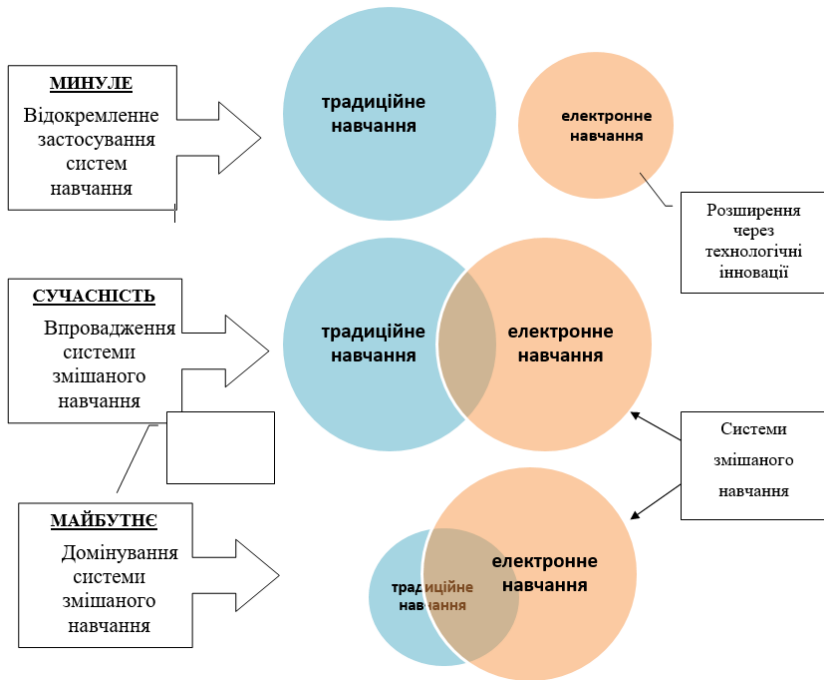 МИНУЛЕ
Відокремленне
застосування
систем
навчання
традиційне
навчання
електронне
навчання
Розширення
через
технологічні
інновації
СУЧАСНІСТЬ
Впровадження
системи
змішаного
навчання
традиційне
навчання
електронне
навчання
Системи
змішаного
навчання
МАЙБУТНЄ
Домінування
системи
змішаного
навчання
традиційне
навчання
електронне
навчання